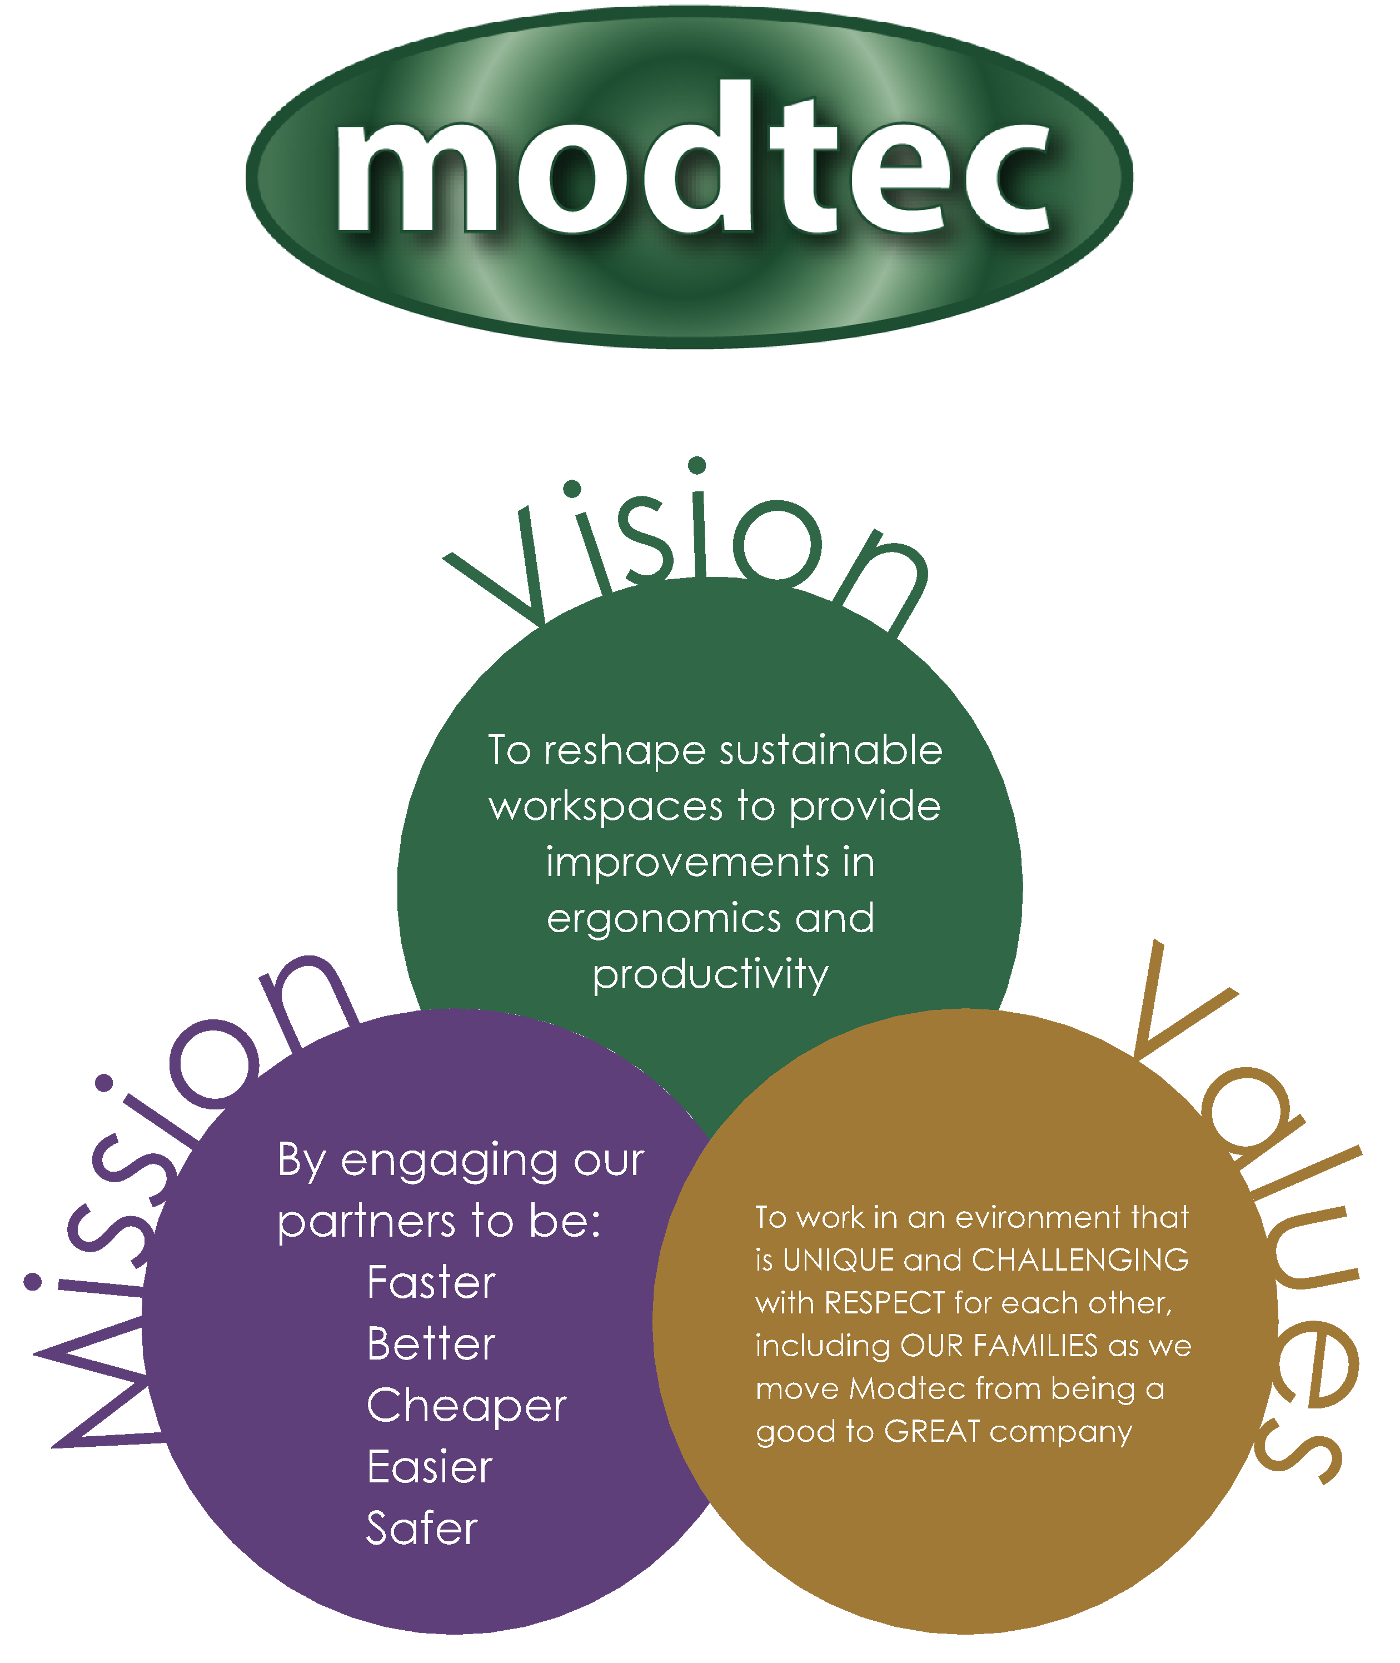 modtec
vision
To reshape sustainable
workspaces to provide
improvements in
ergonomics and
productivity
Mission
By engaging our
partners to be:
Faster
Better
Cheaper
Easier
Safer
values
To work in an evironment that
is UNIQUE and CHALLENGING
with RESPECT for each other,
including OUR FAMILIES as we
move Modtec from being a
good to GREAT company